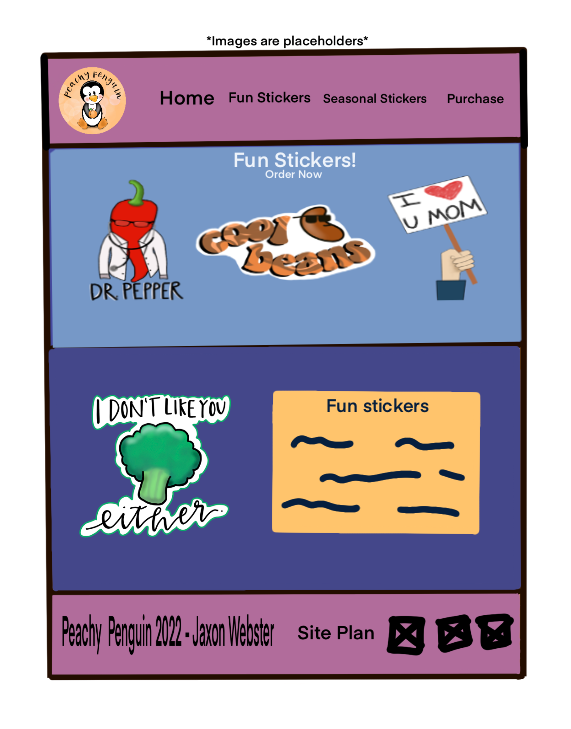 *Images are placeholders*
Peachy Penguin
Home Fun Stickers Seasonal Stickers Purchase
Fun Stickers!
Order Now
I ❤ U MOM
COOL
beans
DR. PEPPER
I DON'T LIKE YOU
either
Fun stickers
Peachy Penguin 2022 - Jaxon Webster Site Plan